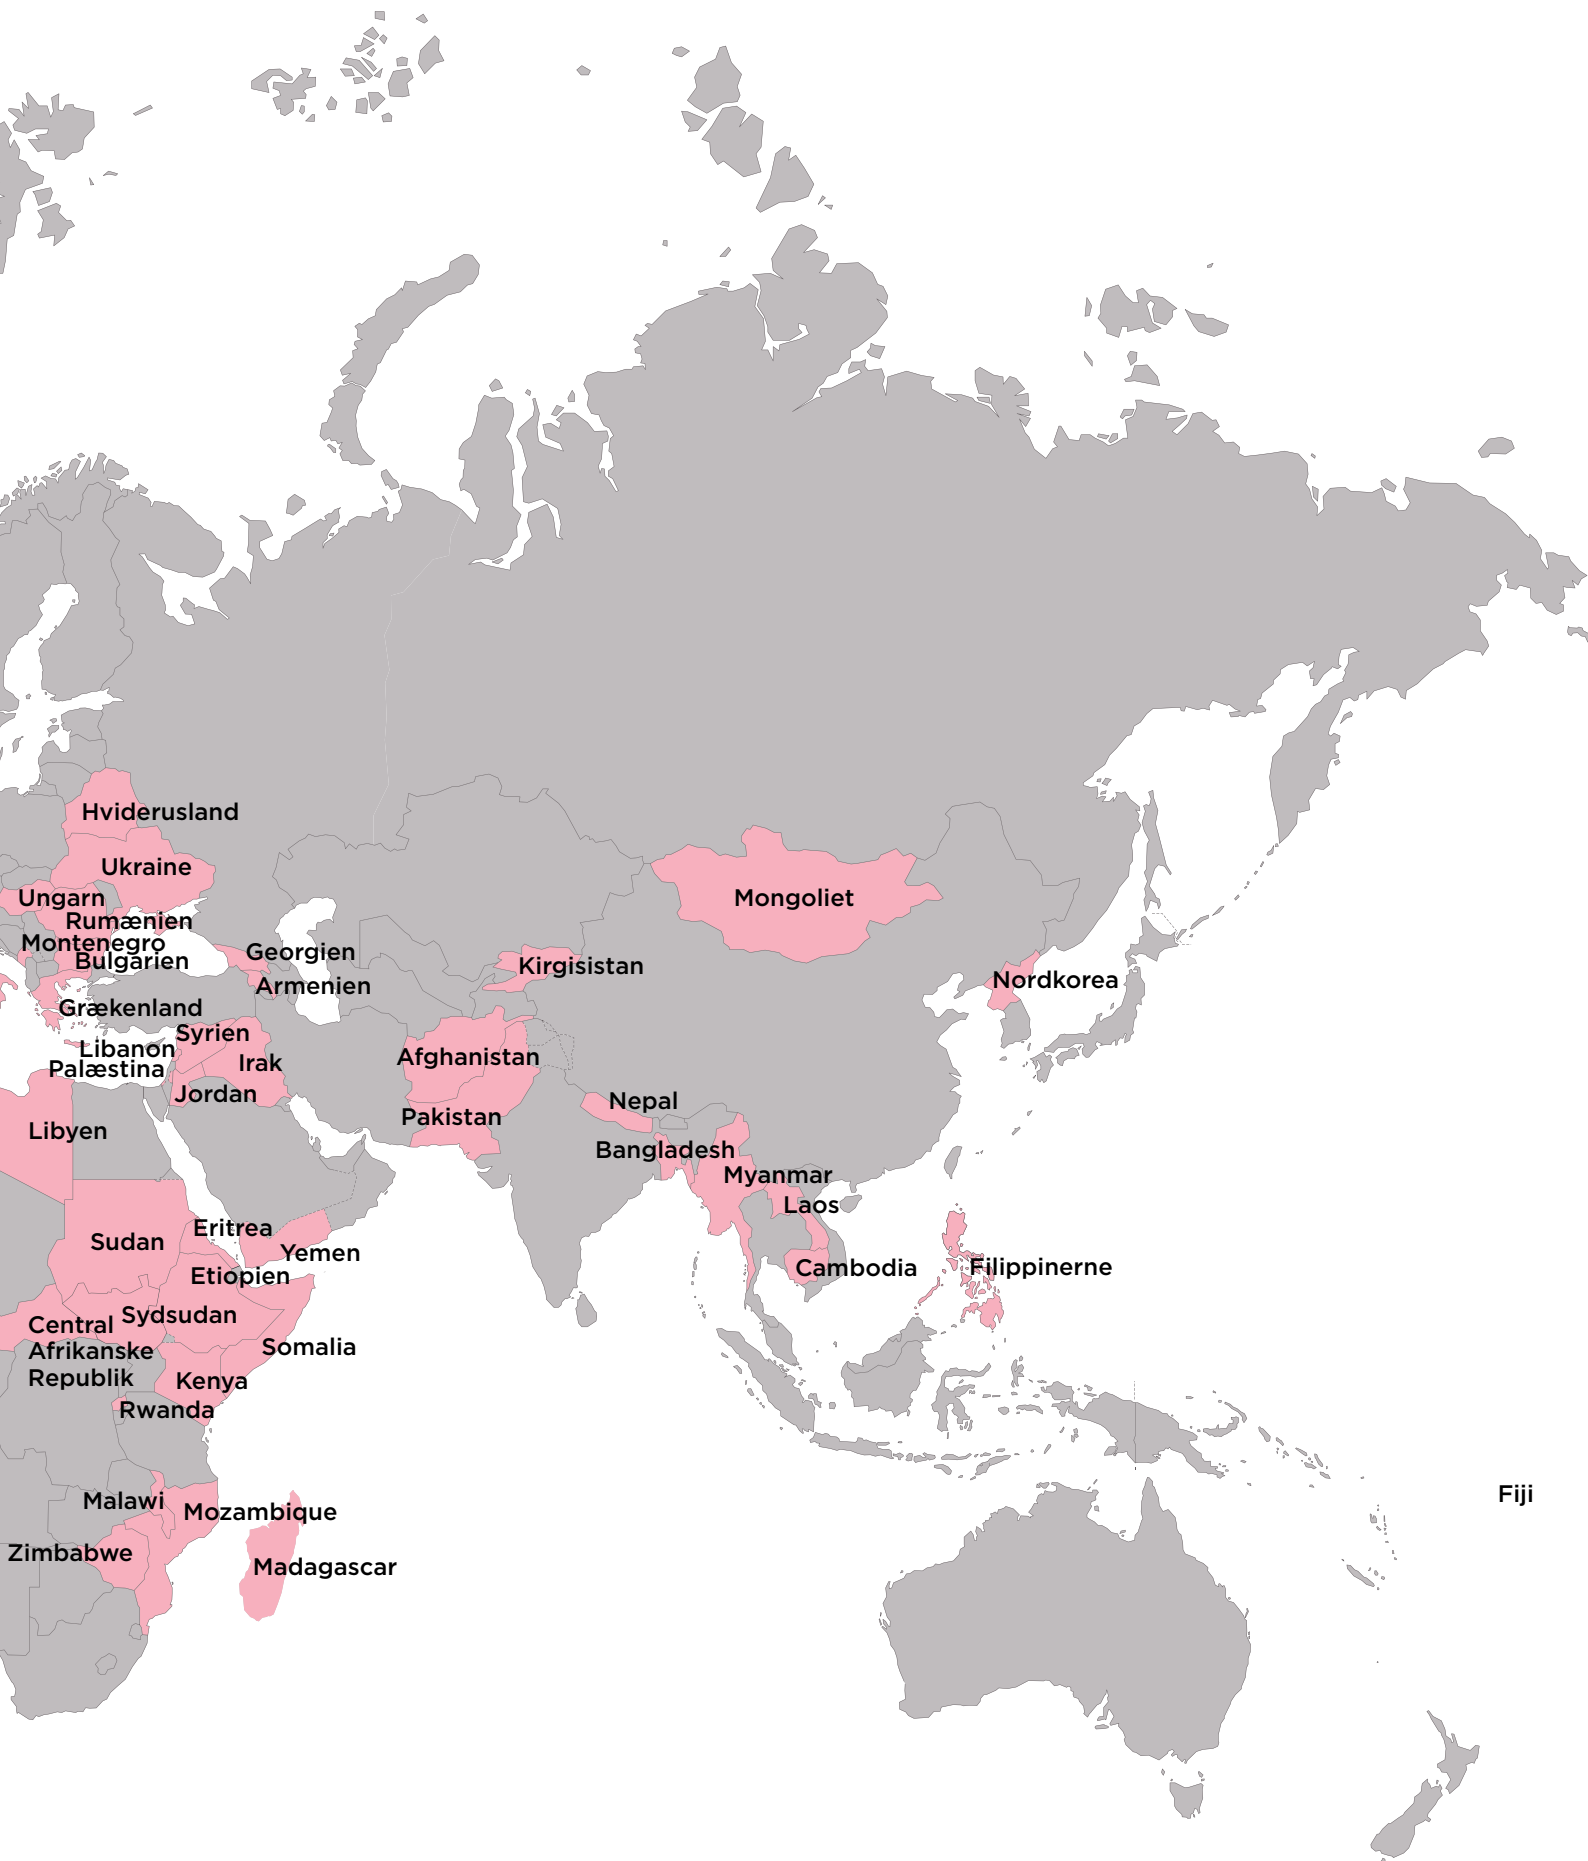 Hviderusland
Ukraine
Ungarn
Mongoliet
Rumænien
Montenegro
Georgien
Bulgarien
Kirgisistan
Nordkorea
Armenien
Grækenland
Syrien
Libanon
Afghanistan
Irak
Palæstina
Jordan
Nepal
Pakistan
Libyen
Bangladesh
Myanmar
Laos
Eritrea
Sudan
Yemen
Filippinerne
Cambodia
Etiopien
Sydsudan
Central
Afrikanske
Republik
Somalia
Kenya
Rwanda
Fiji
Malawi
Mozambique
Zimbabwe
Madagascar